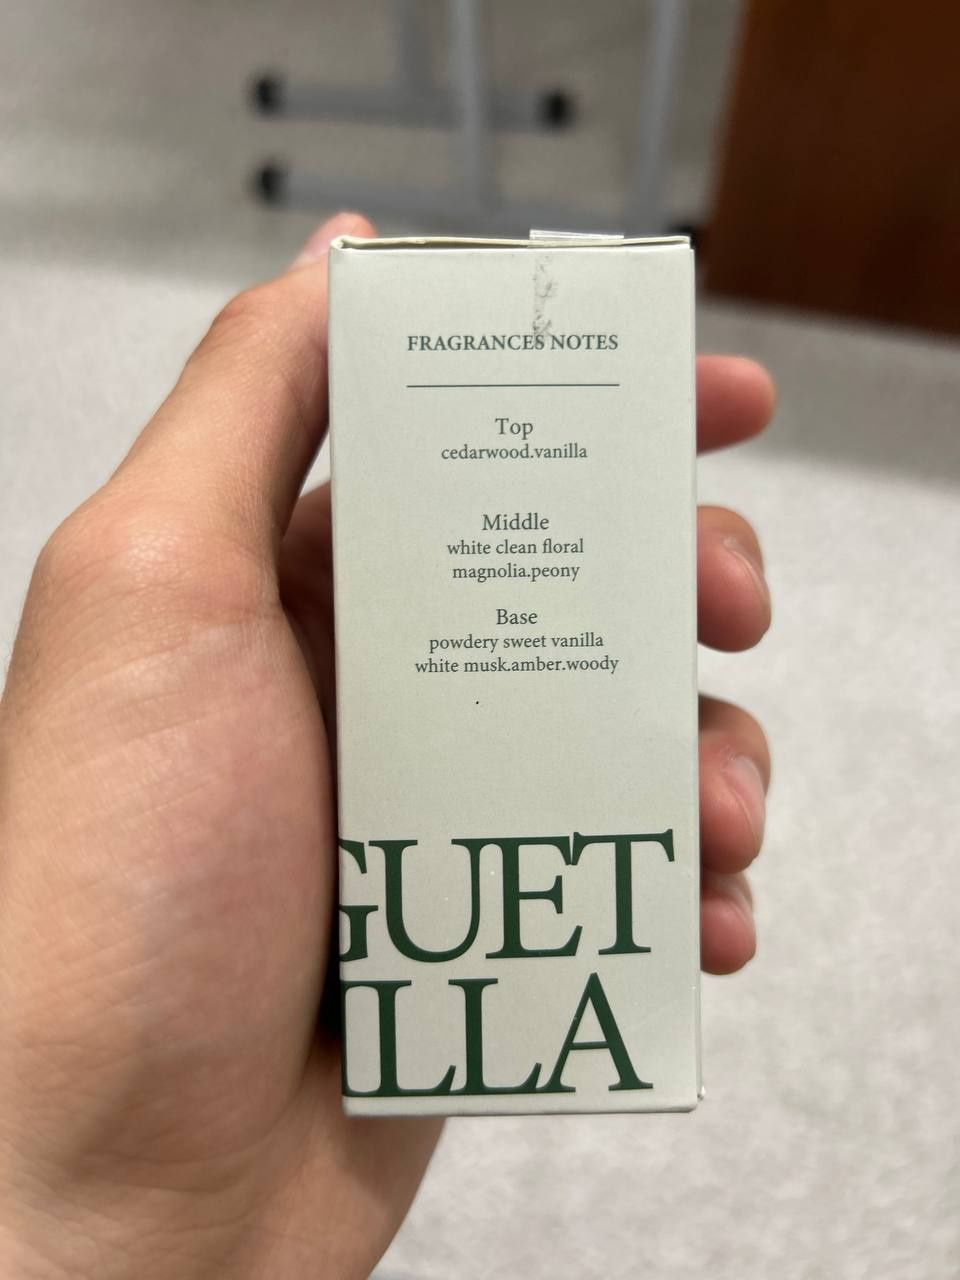 FRAGRANCES NOTES
Top
cedarwood.vanilla
Middle
white clean floral
magnolia.peony
Base
powdery sweet vanilla
white musk.amber.woody
GUET
ILLA